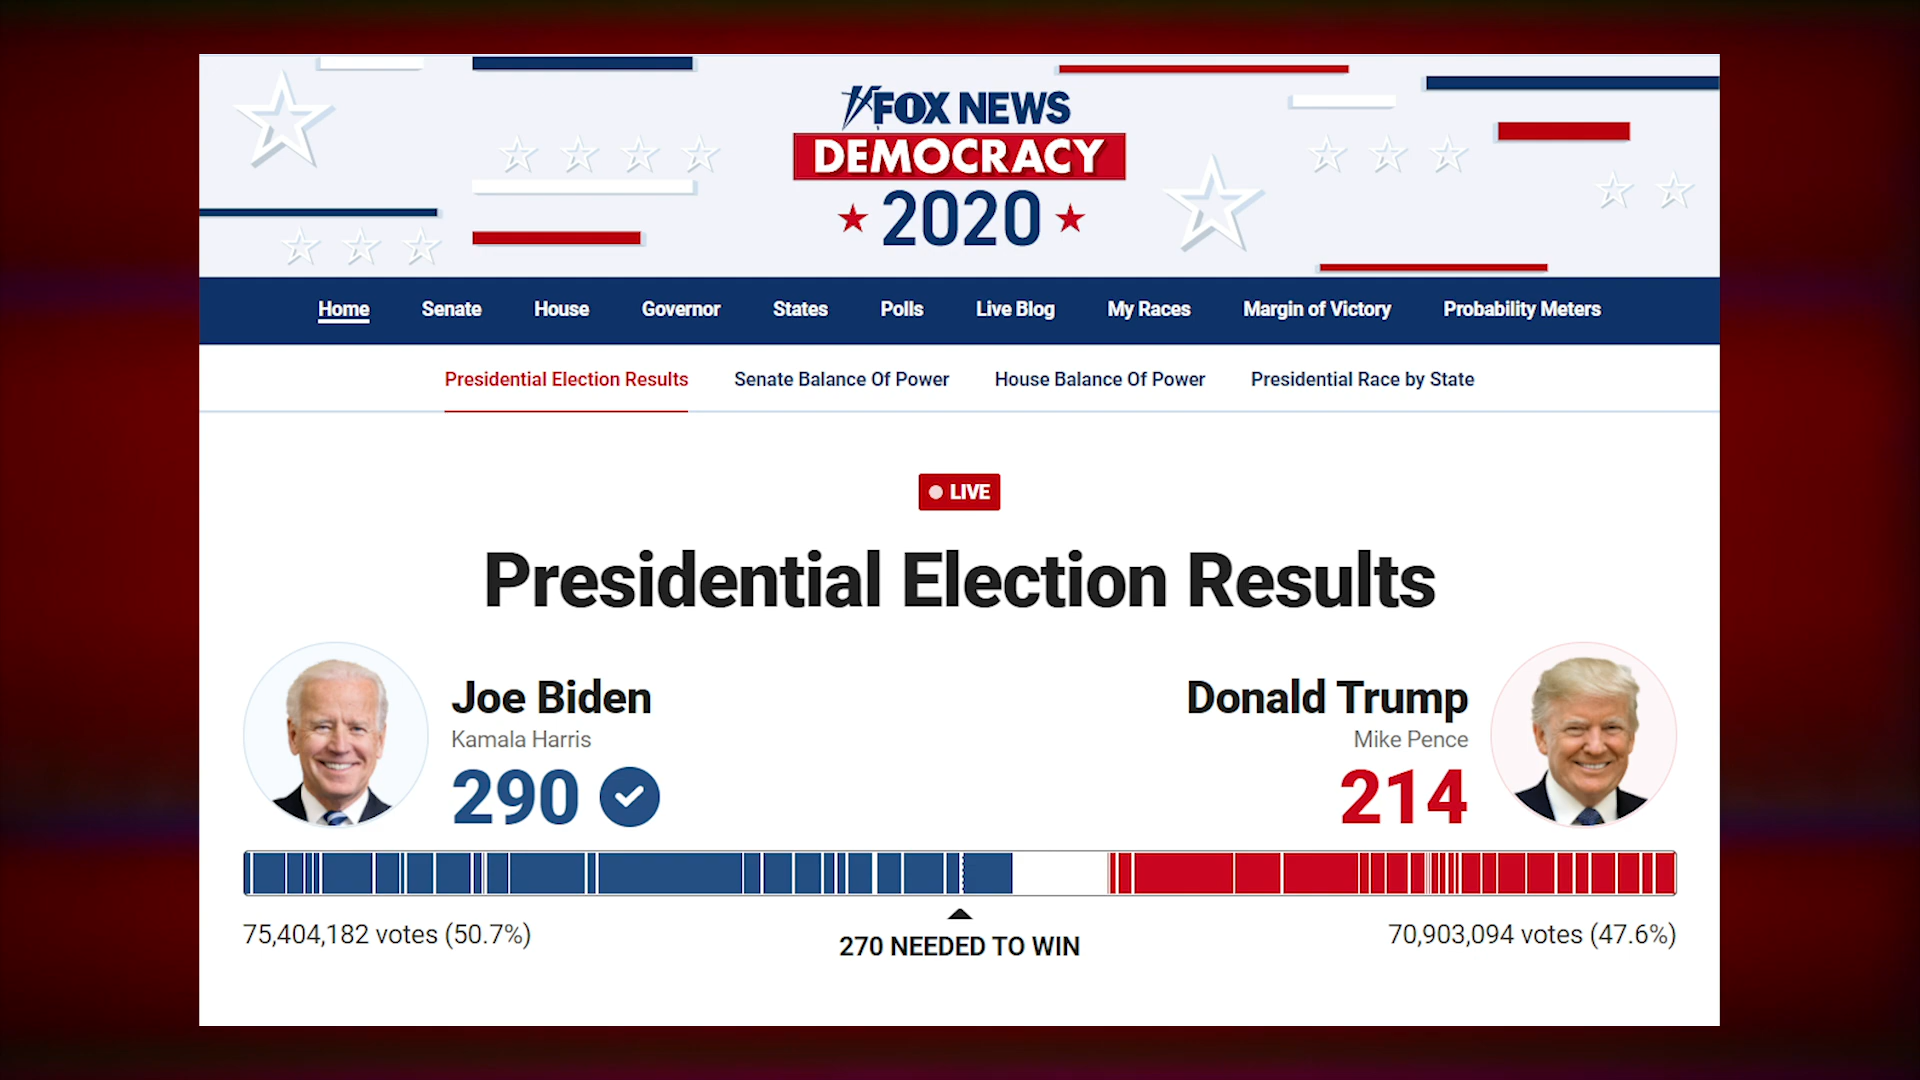 FOX NEWS
DEMOCRACY
2020
Home Senate House Governor States Polls Live Blog My Races Margin of Victory Probability Meters
Presidential Election Results Senate Balance Of Power House Balance Of Power Presidential Race by State
LIVE
Presidential Election Results
Joe Biden
Kamala Harris
290
Donald Trump
Mike Pence
214
75,404,182 votes (50.7%)
270 NEEDED TO WIN
70,903,094 votes (47.6%)